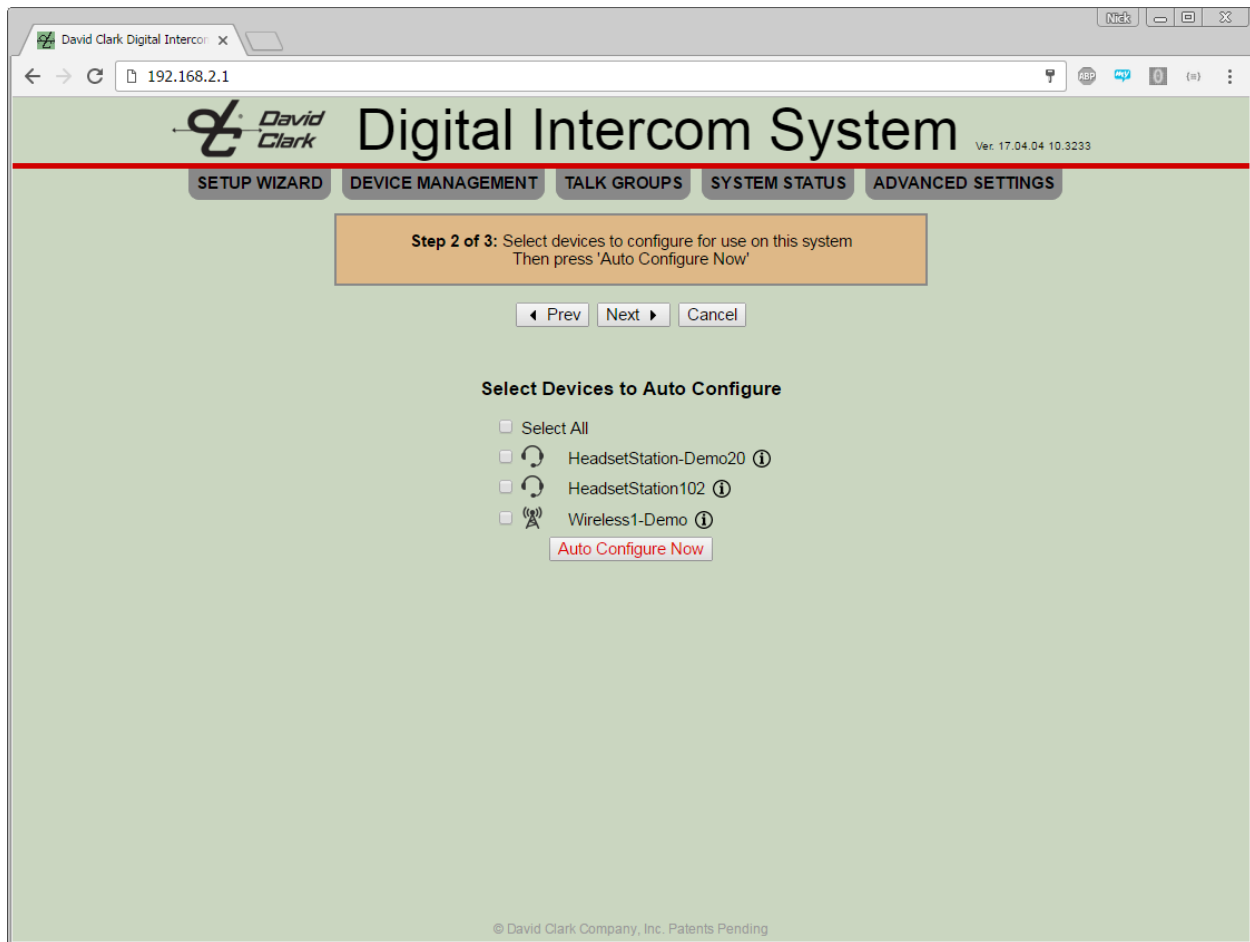 Nick
David Clark Digital Intercor
192.168.2.1
ABP
David
Clark
Digital Intercom System
Ver. 17.04.04 10.3233
SETUP WIZARD DEVICE MANAGEMENT TALK GROUPS SYSTEM STATUS ADVANCED SETTINGS
Step 2 of 3: Select devices to configure for use on this system
Then press 'Auto Configure Now'
Prev Next Cancel
Select Devices to Auto Configure
Select All
HeadsetStation-Demo20
HeadsetStation102
Wireless1-Demo
Auto Configure Now
© David Clark Company, Inc. Patents Pending